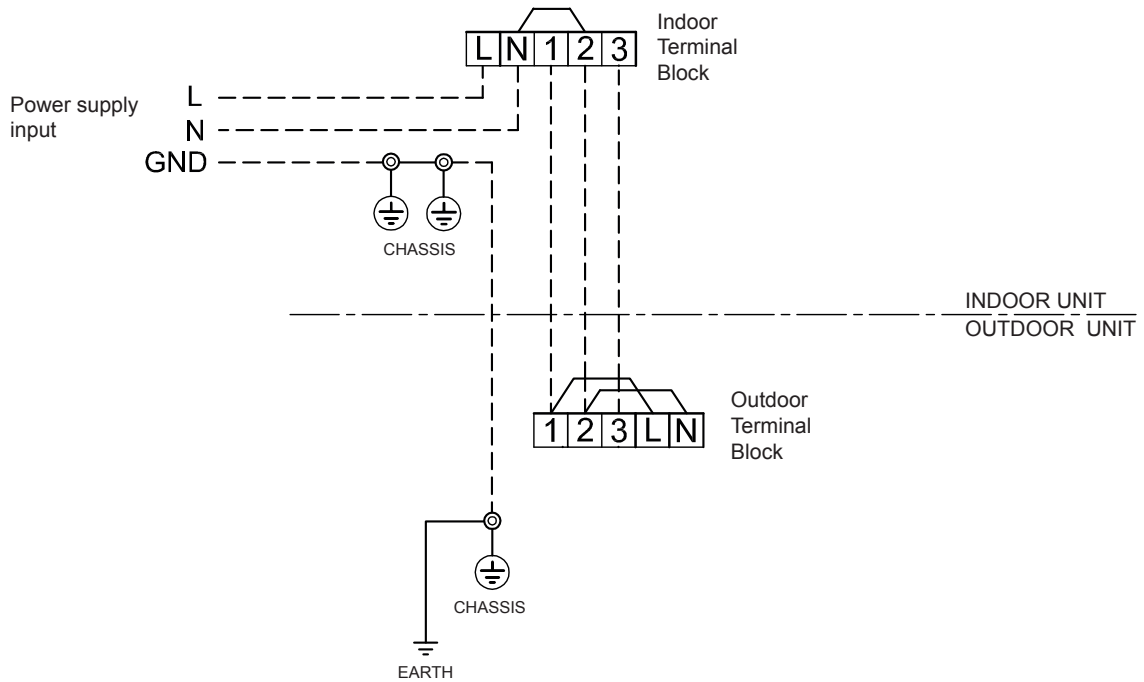 Indoor
Terminal
Block
L N 1 2 3
Power supply
input
L
N
GND
CHASSIS
INDOOR UNIT
OUTDOOR UNIT
Outdoor
Terminal
Block
1 2 3 L N
CHASSIS
EARTH